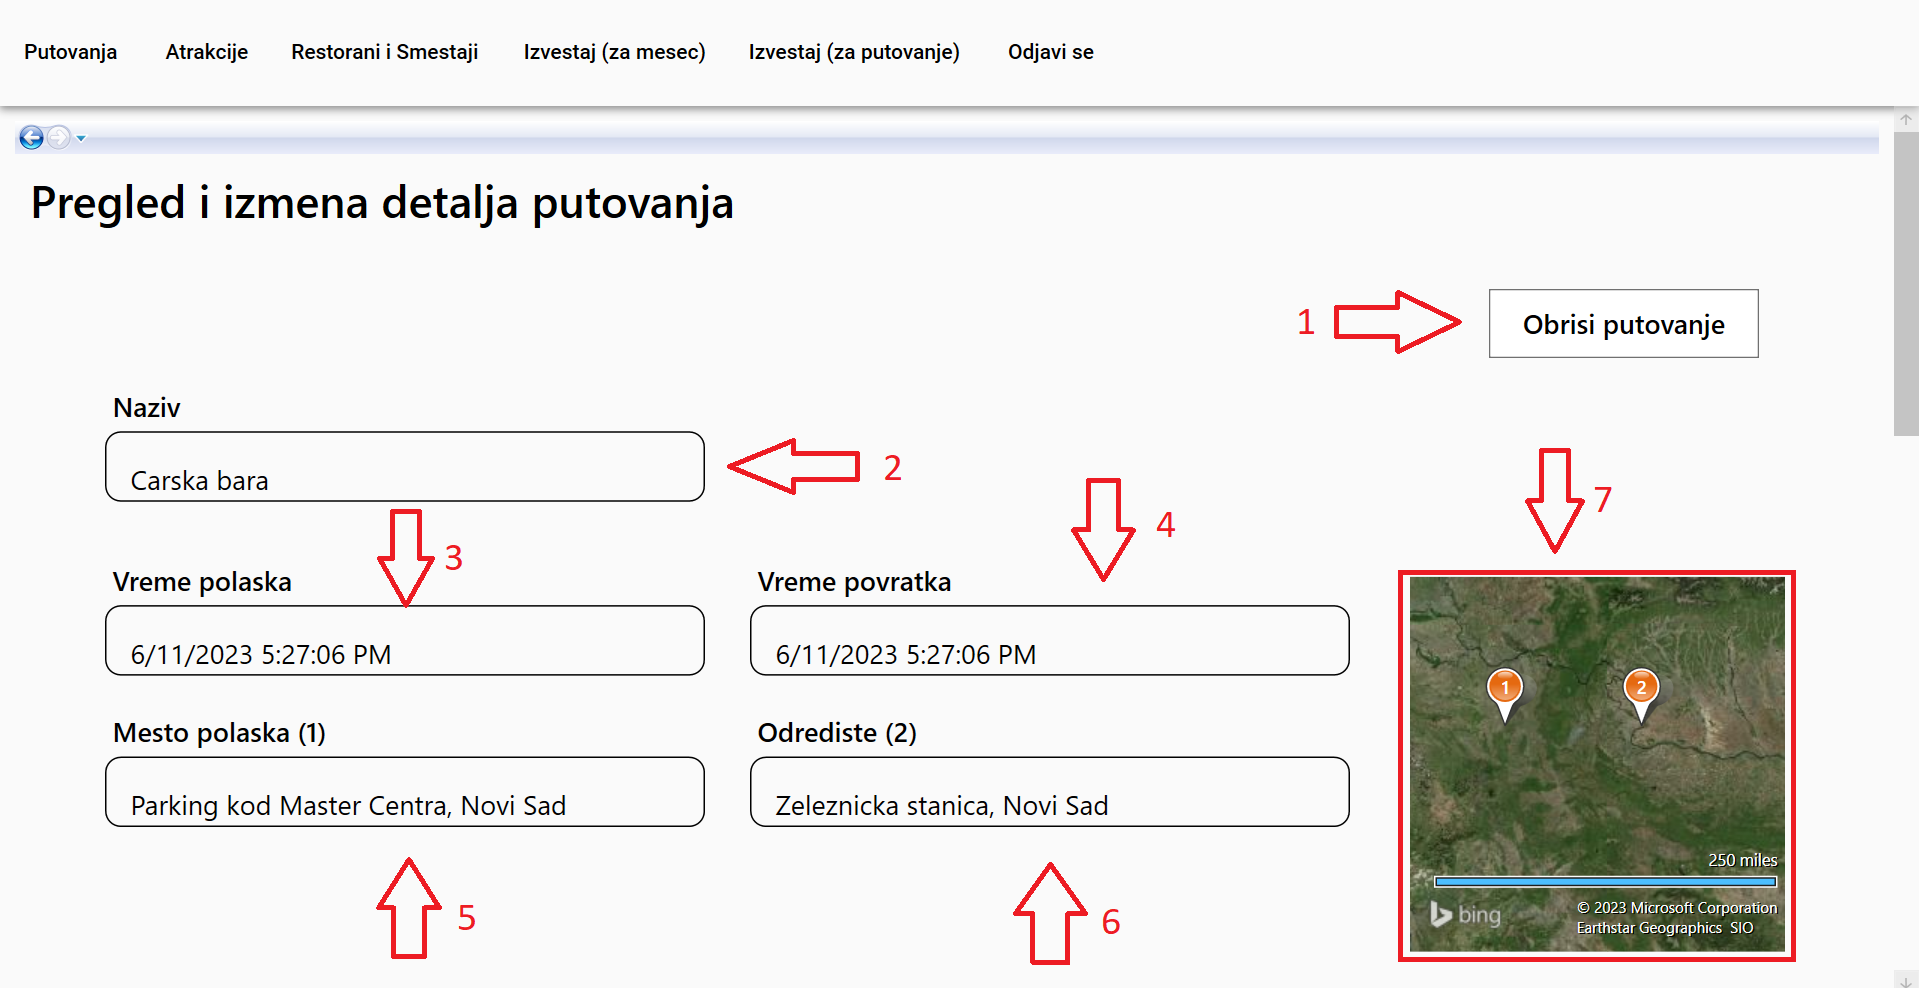 Putovanja Atrakcije Restorani i Smestaji Izvestaj (za mesec) Izvestaj (za putovanje) Odjavi se
Pregled i izmena detalja putovanja
1 Obrisi putovanje
Naziv
Carska bara
2
3
4
7
Vreme polaska Vreme povratka
6/11/2023 5:27:06 PM 6/11/2023 5:27:06 PM
1 2
Mesto polaska (1) Odrediste (2)
Parking kod Master Centra, Novi Sad Zeleznicka stanica, Novi Sad
250 miles
bing © 2023 Microsoft Corporation
Earthstar Geographics SIO
5 6